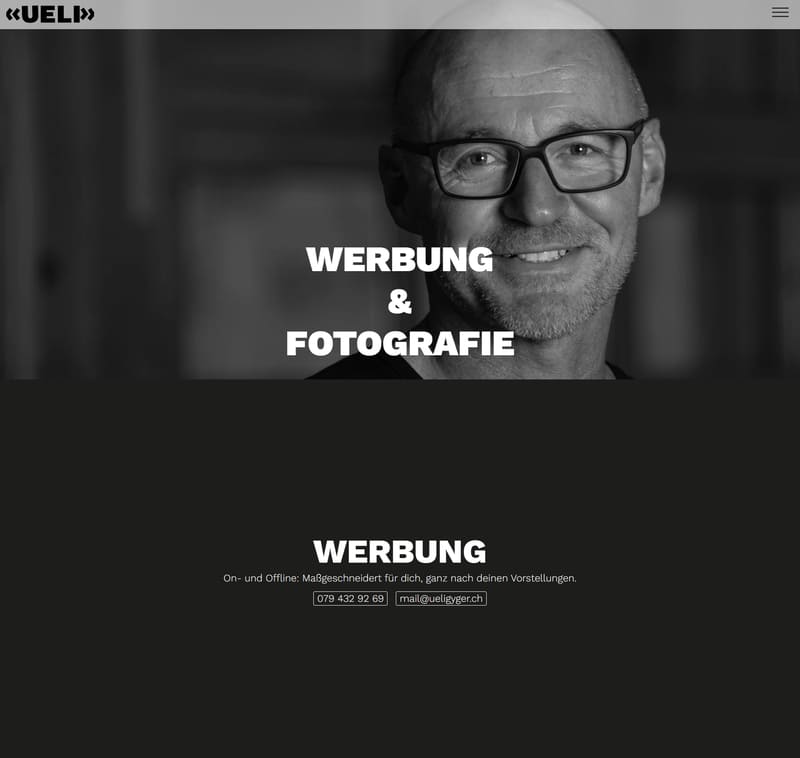 «UELI»
WERBUNG
&
FOTOGRAFIE
WERBUNG
On- und Offline: Maßgeschneidert für dich, ganz nach deinen Vorstellungen.
079 432 92 69 mail@ueligyger.ch